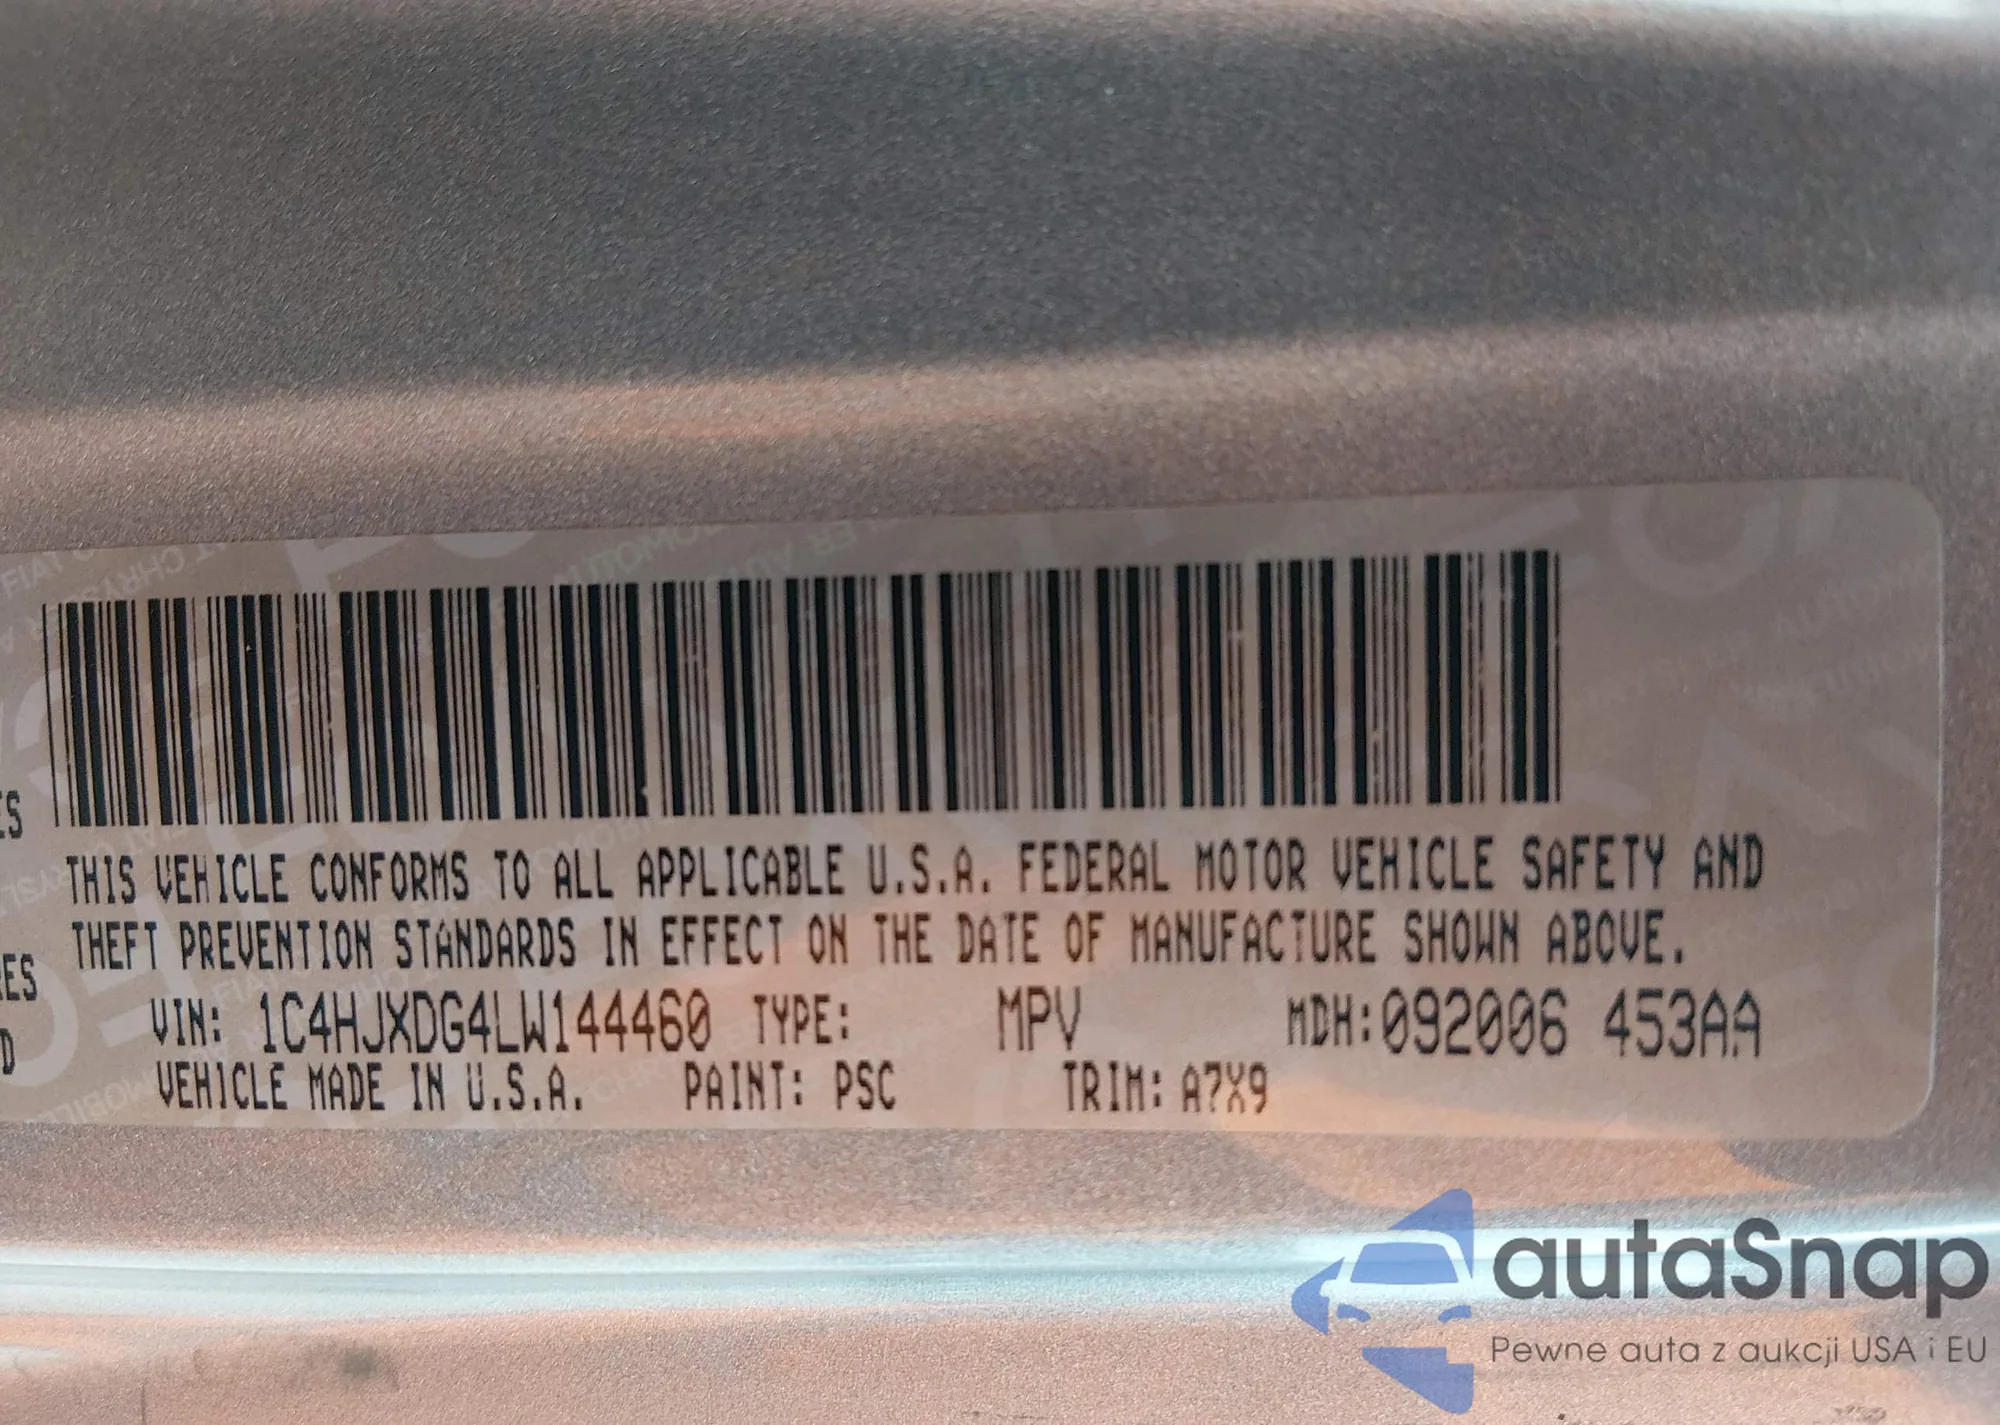 THIS VEHICLE CONFORMS TO ALL APPLICABLE U.S.A. FEDERAL MOTOR VEHICLE SAFETY AND
THEFT PREVENTION STANDARDS IN EFFECT ON THE DATE OF MANUFACTURE SHOWN ABOVE.
VIN: 1C4HJXDG4LW144460 TYPE: MPV MDH:092006 453AA
VEHICLE MADE IN U.S.A. PAINT: PSC TRIM: A7X9
autaSnap
Pewne auta z aukcji USA i EU